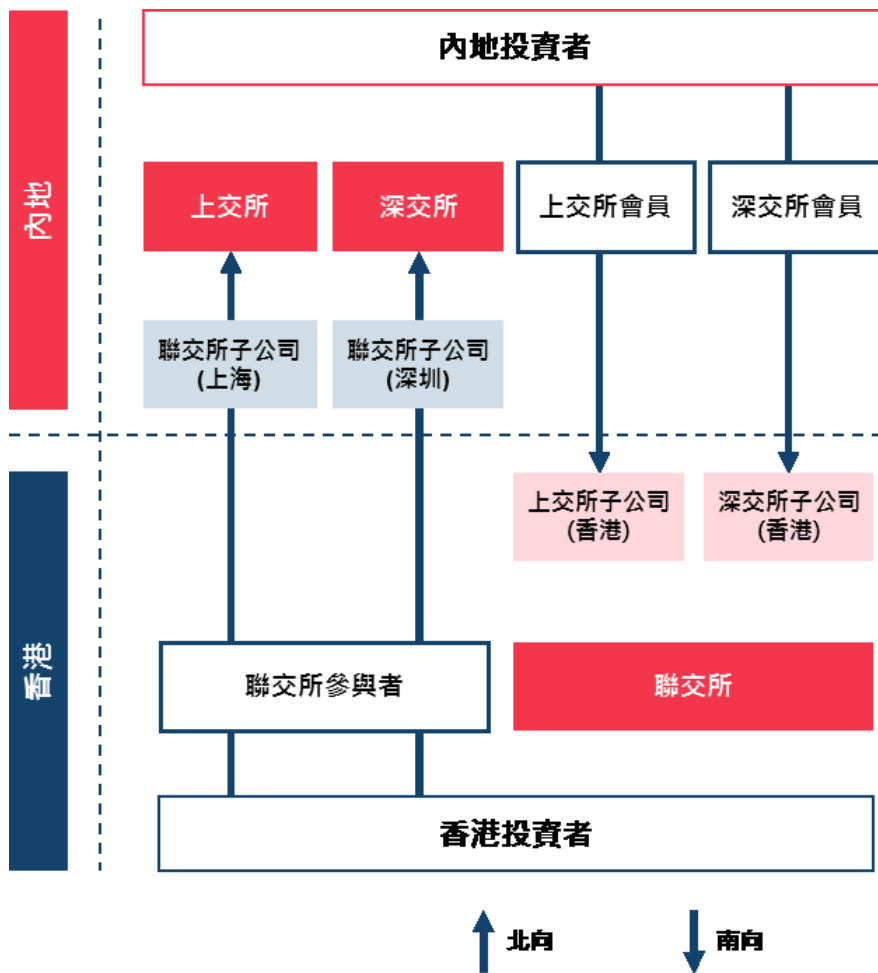 內地投資者
內地
上交所
深交所
上交所會員
深交所會員
聯交所子公司
(上海)
聯交所子公司
(深圳)
上交所子公司
(香港)
深交所子公司
(香港)
香港
聯交所參與者
聯交所
香港投資者
北向
南向